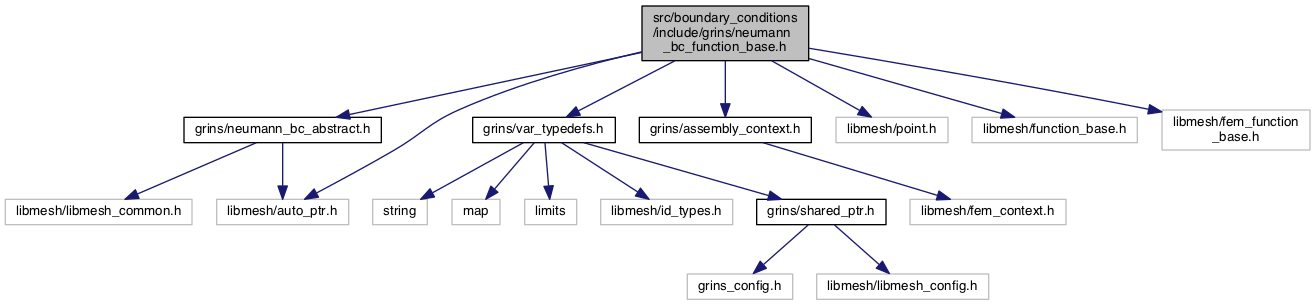 src/boundary_conditions
/include/grins/neumann
_bc_function_base.h
grins/neumann_bc_abstract.h
grins/var_typedefs.h
grins/assembly_context.h
libmesh/point.h
libmesh/function_base.h
libmesh/fem_function
_base.h
libmesh/libmesh_common.h
libmesh/auto_ptr.h
string
map
limits
libmesh/id_types.h
grins/shared_ptr.h
libmesh/fem_context.h
grins_config.h
libmesh/libmesh_config.h